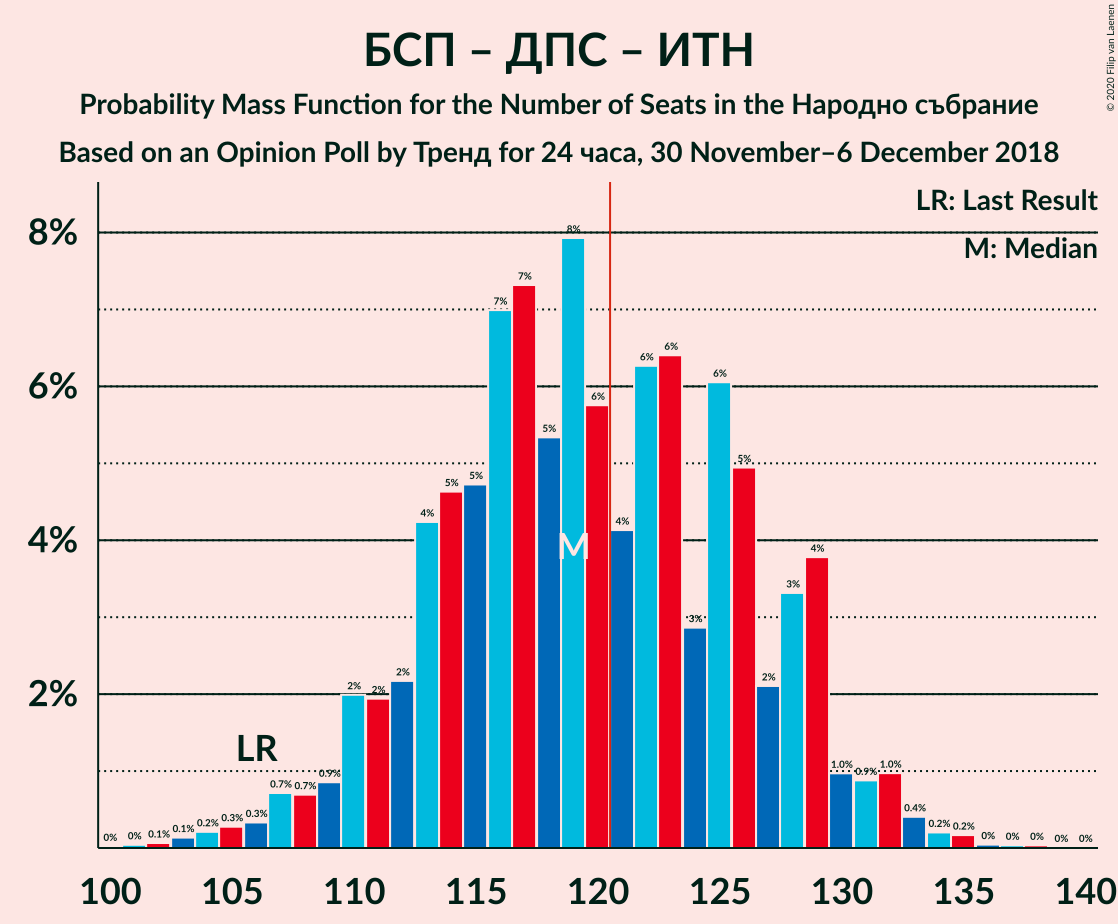 БСП – ДПС – ИТН
Probability Mass Function for the Number of Seats in the Народно събрание
Based on an Opinion Poll by Тренд for 24 часа, 30 November–6 December 2018
© 2020 Filip van Laenen
LR: Last Result
M: Median
8%
6%
4%
2%
0% 0% 0.1% 0.1% 0.2% 0.3% 0.3% 0.7% 0.7% 0.9% 2% 2% 2% 4% 5% 5% 7% 7% 5% 8% 6% 4% 6% 6% 3% 6% 5% 2% 3% 4% 1.0% 0.9% 1.0% 0.4% 0.2% 0.2% 0% 0% 0% 0% 0%
LR
M
100 105 110 115 120 125 130 135 140